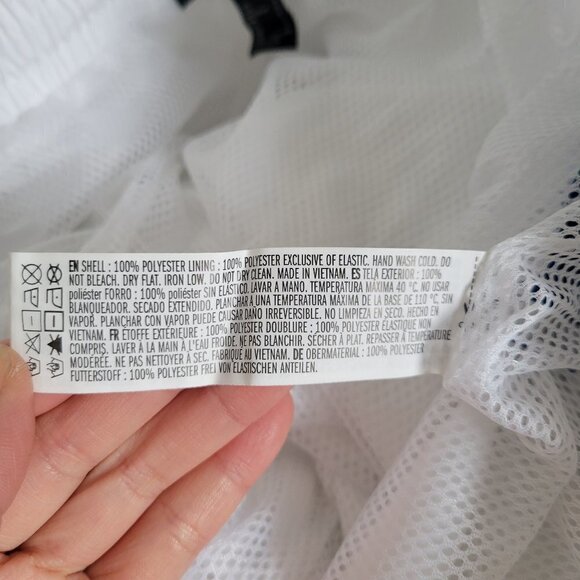 EN SHELL : 100% POLYESTER LINING : 100% POLYESTER EXCLUSIVE OF ELASTIC. HAND WASH COLD. DO
NOT BLEACH. DRY FLAT. IRON LOW. DO NOT DRY CLEAN. MADE IN VIETNAM. ES TELA EXTERIOR : 100%
poliéster FORRO : 100% poliéster SIN ELÁSTICO. LAVAR A MANO. TEMPERATURA MÁXIMA 40 °C. NO USAR
BLANQUEADOR. SECADO EXTENDIDO. PLANCHAR A UNA TEMPERATURA MÁXIMA DE LA BASE DE 110 °C, SIN
VAPOR. PLANCHAR CON VAPOR PUEDE CAUSAR DAÑO IRREVERSIBLE. NO LIMPIEZA EN SECO. HECHO EN
VIETNAM. FR ÉTOFFE EXTÉRIEURE : 100% POLYESTER DOUBLURE : 100% POLYESTER ÉLASTIQUE NON
COMPRIS. LAVER À LA MAIN À L'EAU FROIDE. NE PAS BLANCHIR. SÉCHER À PLAT. REPASSER À TEMPÉRATURE
MODÉRÉE. NE PAS NETTOYER À SEC. FABRIQUÉ AU VIETNAM. DE OBERMATERIAL : 100% POLYESTER
FUTTERSTOFF : 100% POLYESTER FREI VON ELASTISCHEN ANTEILEN.